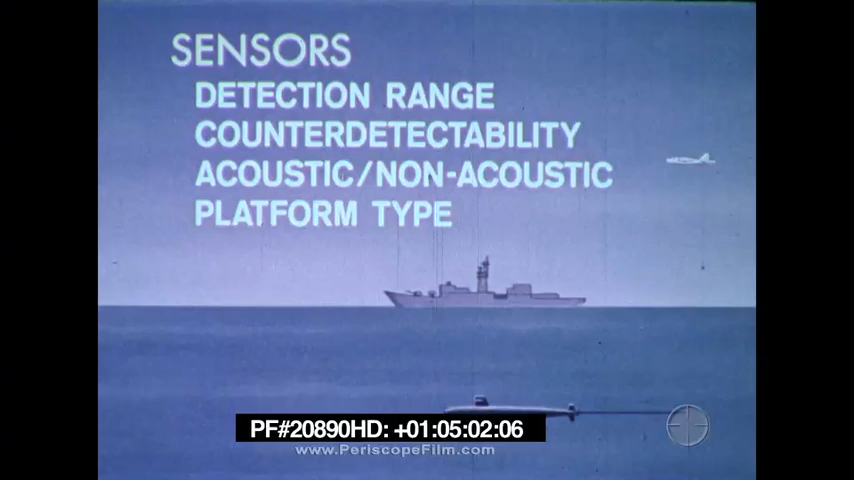 SENSORS
DETECTION RANGE
COUNTERDETECTABILITY
ACOUSTIC/NON-ACOUSTIC
PLATFORM TYPE
PF#20890HD: +01:05:02:06
www.PeriscopeFilm.com